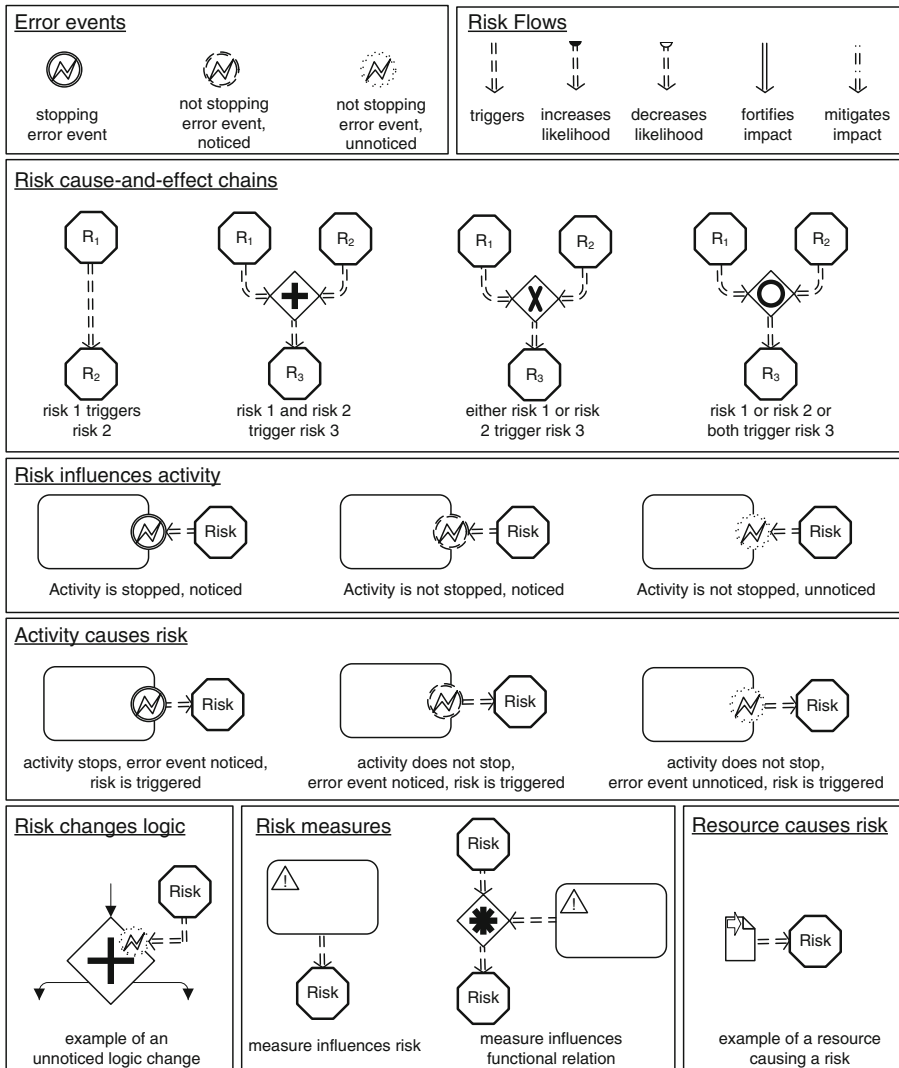 Error events
stopping
error event
not stopping
error event,
noticed
not stopping
error event,
unnoticed
Risk Flows
triggers
increases
likelihood
decreases
likelihood
fortifies
impact
mitigates
impact
Risk cause-and-effect chains
R1
R2
risk 1 triggers
risk 2
R1
R2
R3
risk 1 and risk 2
trigger risk 3
R1
R2
R3
either risk 1 or risk
2 trigger risk 3
R1
R2
R3
risk 1 or risk 2 or
both trigger risk 3
Risk influences activity
Risk
Activity is stopped, noticed
Risk
Activity is not stopped, noticed
Risk
Activity is not stopped, unnoticed
Activity causes risk
Risk
activity stops, error event noticed,
risk is triggered
Risk
activity does not stop,
error event noticed, risk is triggered
Risk
activity does not stop,
error event unnoticed, risk is triggered
Risk changes logic
Risk
example of an
unnoticed logic change
Risk measures
!
Risk
measure influences risk
Risk
!
Risk
measure influences
functional relation
Resource causes risk
Risk
example of a resource
causing a risk